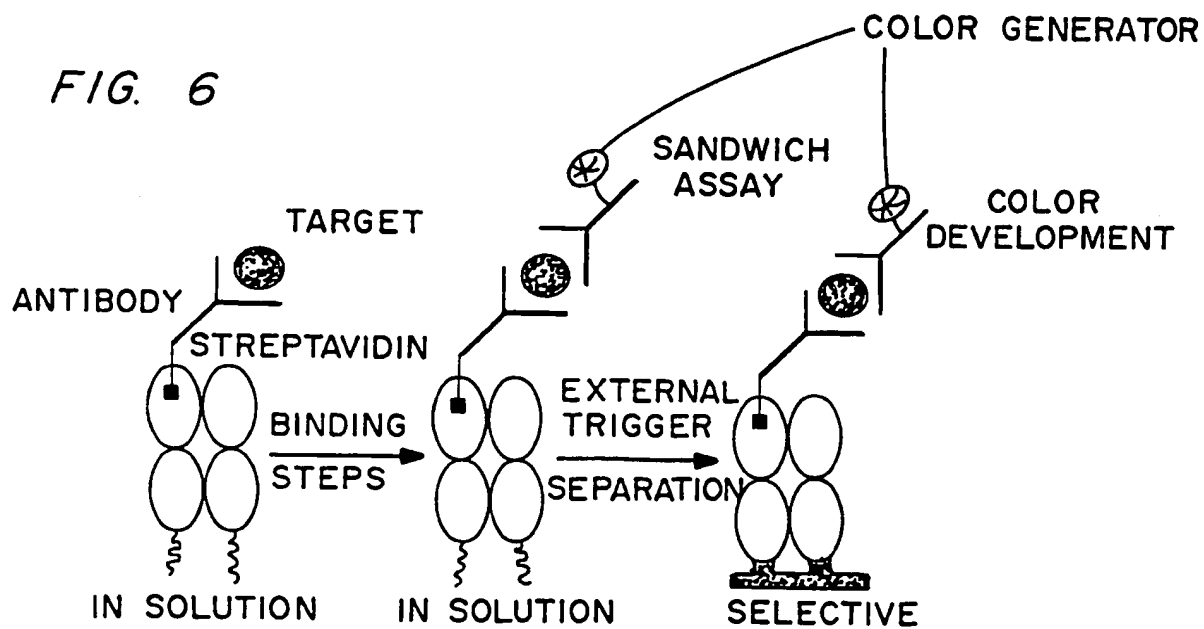 COLOR GENERATOR
FIG. 6
SANDWICH
ASSAY
COLOR
DEVELOPMENT
TARGET
ANTIBODY
STREPTAVIDIN
BINDING
STEPS
EXTERNAL
TRIGGER
SEPARATION
IN SOLUTION
IN SOLUTION
SELECTIVE